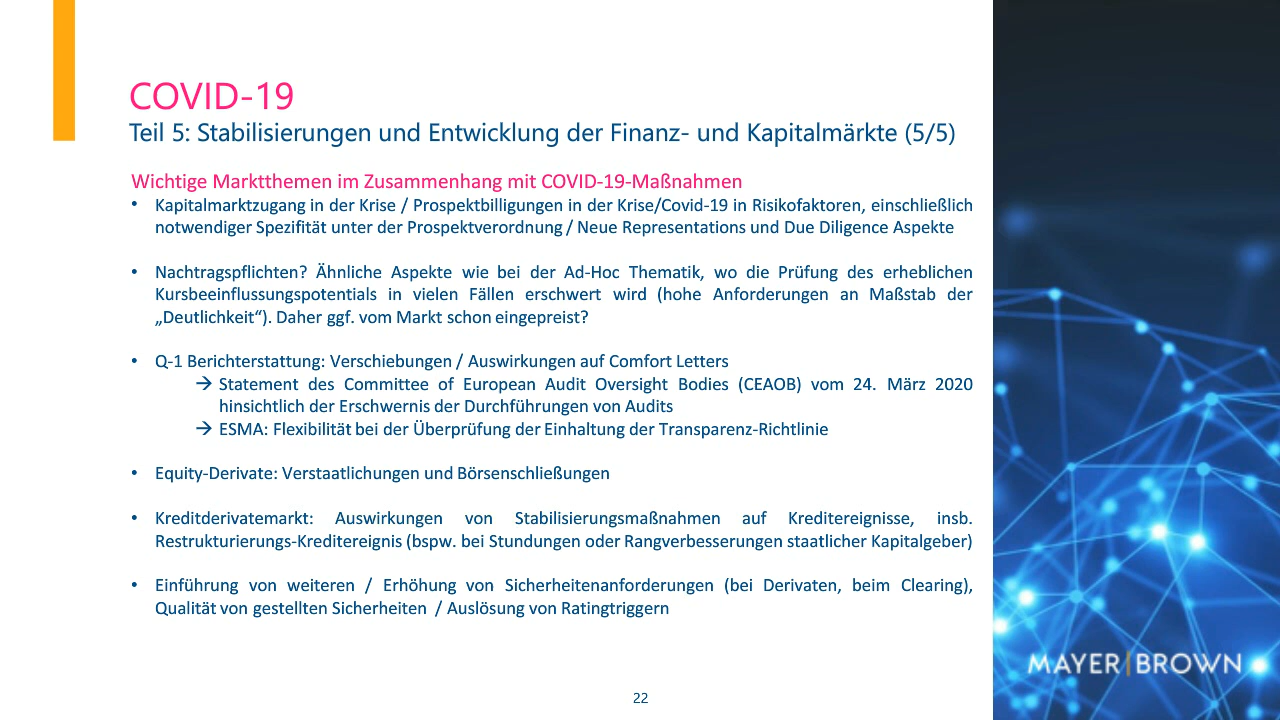 COVID-19
Teil 5: Stabilisierungen und Entwicklung der Finanz- und Kapitalmärkte (5/5)
Wichtige Marktthemen im Zusammenhang mit COVID-19-Maßnahmen
• Kapitalmarktzugang in der Krise / Prospektbilligungen in der Krise/Covid-19 in Risikofaktoren, einschließlich
notwendiger Spezifität unter der Prospektverordnung / Neue Representations und Due Diligence Aspekte
• Nachtragspflichten? Ähnliche Aspekte wie bei der Ad-Hoc Thematik, wo die Prüfung des erheblichen
Kursbeeinflussungspotentials in vielen Fällen erschwert wird (hohe Anforderungen an Maßstab der
„Deutlichkeit“). Daher ggf. vom Markt schon eingepreist?
• Q-1 Berichterstattung: Verschiebungen / Auswirkungen auf Comfort Letters
→ Statement des Committee of European Audit Oversight Bodies (CEAOB) vom 24. März 2020
hinsichtlich der Erschwernis der Durchführungen von Audits
→ ESMA: Flexibilität bei der Überprüfung der Einhaltung der Transparenz-Richtlinie
• Equity-Derivate: Verstaatlichungen und Börsenschließungen
• Kreditderivatemarkt: Auswirkungen von Stabilisierungsmaßnahmen auf Kreditereignisse, insb.
Restrukturierungs-Kreditereignis (bspw. bei Stundungen oder Rangverbesserungen staatlicher Kapitalgeber)
• Einführung von weiteren / Erhöhung von Sicherheitenanforderungen (bei Derivaten, beim Clearing),
Qualität von gestellten Sicherheiten / Auslösung von Ratingtriggern
MAYER|BROWN
22